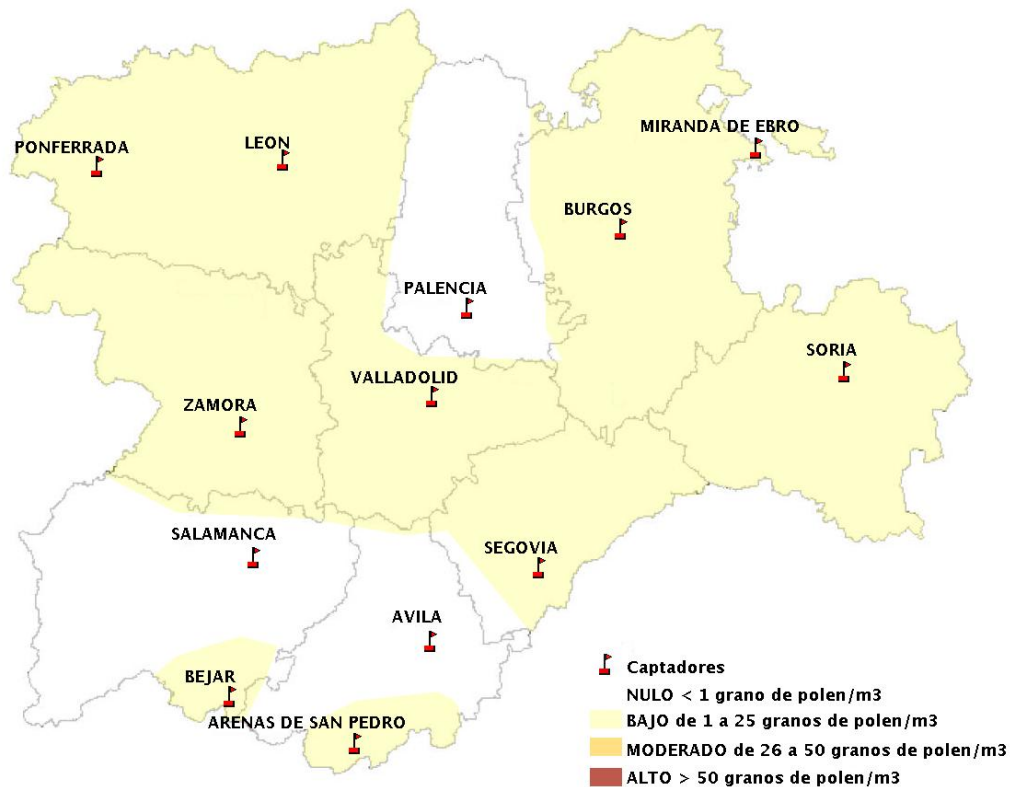 MIRANDA DE EBRO
PONFERRADA
LEON
BURGOS
PALENCIA
SORIA
VALLADOLID
ZAMORA
SALAMANCA
SEGOVIA
AVILA
BEJAR
ARENAS DE SAN PEDRO
Captadores
NULO < 1 grano de polen/m3
BAJO de 1 a 25 granos de polen/m3
MODERADO de 26 a 50 granos de polen/m3
ALTO > 50 granos de polen/m3